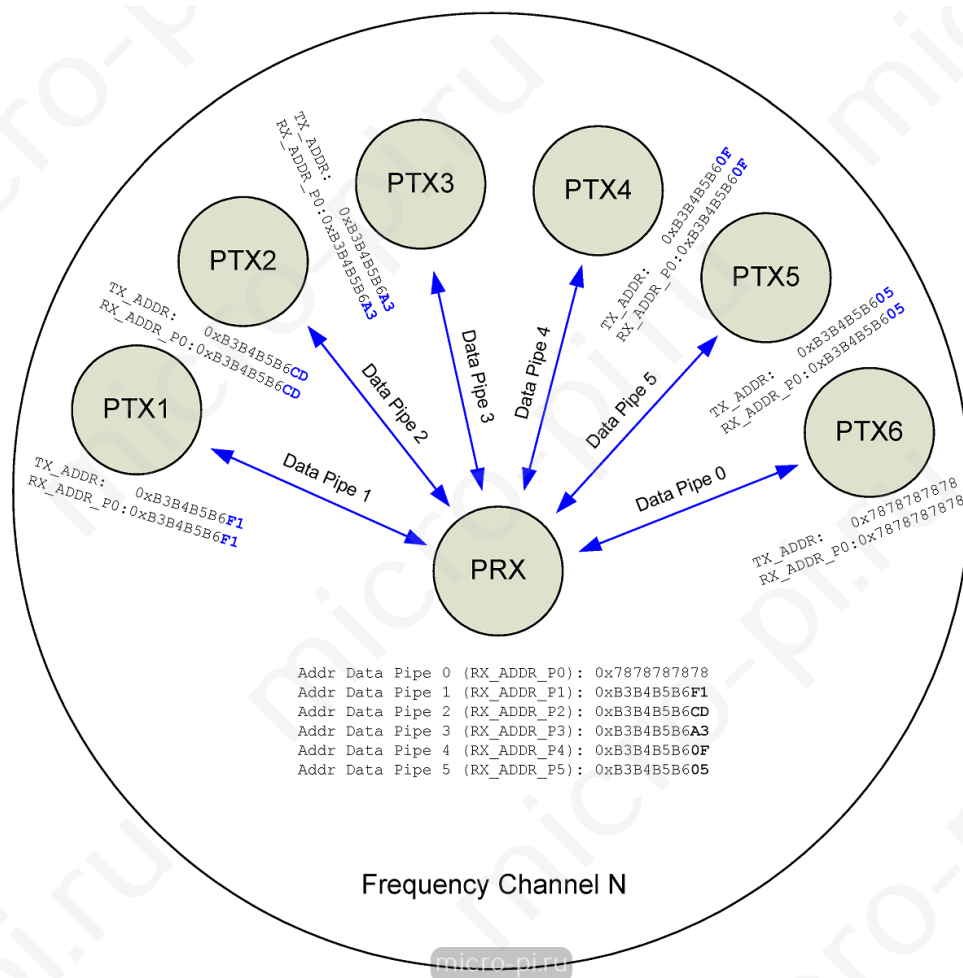 PTX3
PTX4
TX_ADDR: 0xB3B4B5B6A3
RX_ADDR_P0:0xB3B4B5B6A3
TX_ADDR: 0xB3B4B5B60F
RX_ADDR_P0:0xB3B4B5B60F
PTX2
PTX5
TX_ADDR: 0xB3B4B5B6CD
RX_ADDR_P0:0xB3B4B5B6CD
TX_ADDR: 0xB3B4B5B605
RX_ADDR_P0:0xB3B4B5B605
PTX1
PTX6
TX_ADDR: 0xB3B4B5B6F1
RX_ADDR_P0:0xB3B4B5B6F1
TX_ADDR: 0x7878787878
RX_ADDR_P0:0x7878787878
Data Pipe 1
Data Pipe 2
Data Pipe 3
Data Pipe 4
Data Pipe 5
Data Pipe 0
PRX
Addr Data Pipe 0 (RX_ADDR_P0): 0x7878787878
Addr Data Pipe 1 (RX_ADDR_P1): 0xB3B4B5B6F1
Addr Data Pipe 2 (RX_ADDR_P2): 0xB3B4B5B6CD
Addr Data Pipe 3 (RX_ADDR_P3): 0xB3B4B5B6A3
Addr Data Pipe 4 (RX_ADDR_P4): 0xB3B4B5B60F
Addr Data Pipe 5 (RX_ADDR_P5): 0xB3B4B5B605
Frequency Channel N
micro-pi.ru